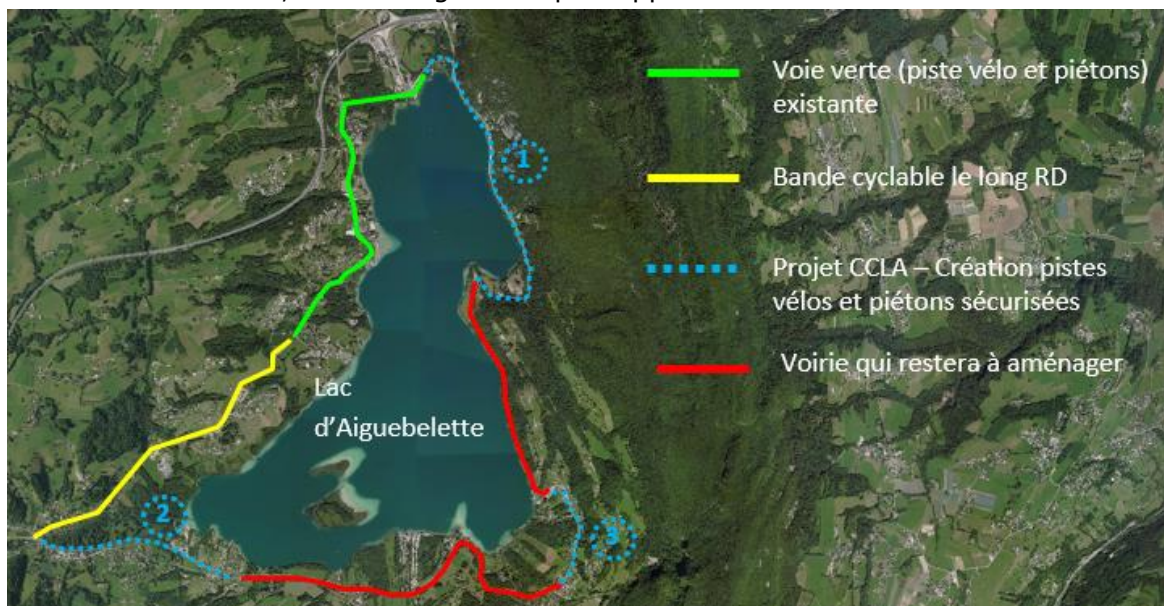 Voie verte (piste vélo et piétons)
existante
1
Bande cyclable le long RD
Projet CCLA – Création pistes
vélos et piétons sécurisées
Voirie qui restera à aménager
Lac
d'Aiguebelette
2
3